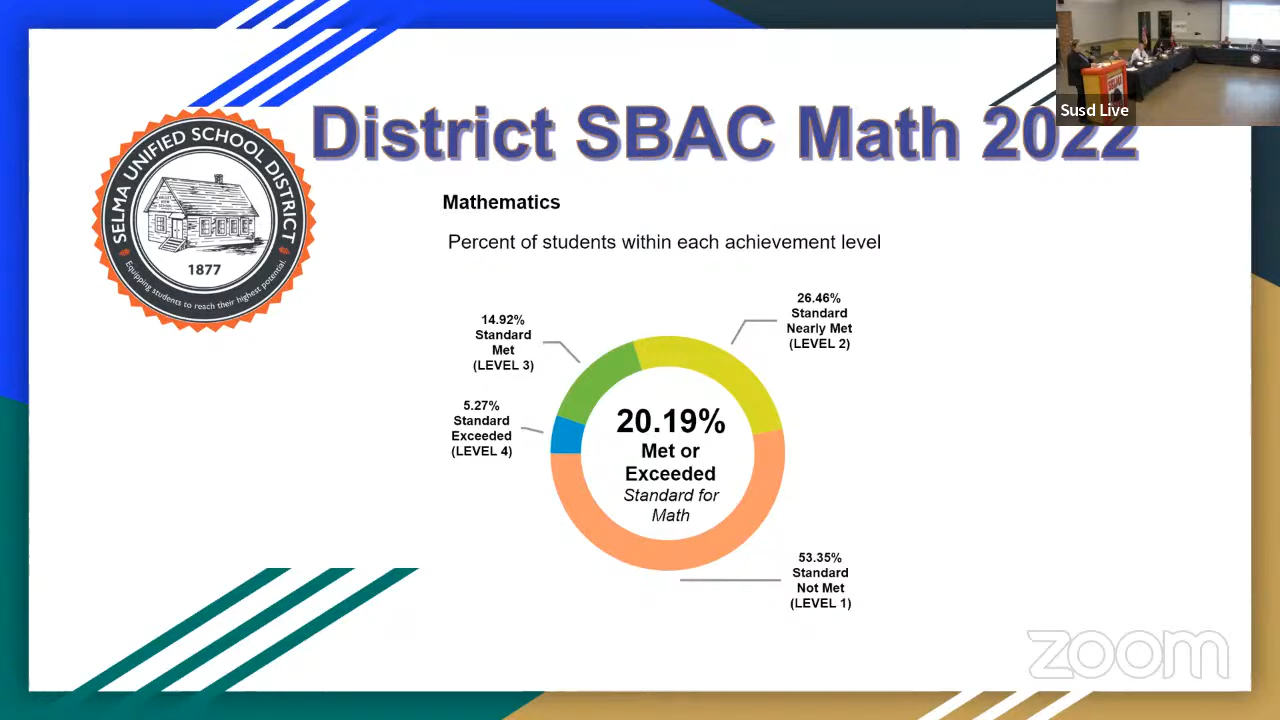 Susd Live
District SBAC Math 2022
SELMA UNIFIED SCHOOL DISTRICT
1877
Equipping students to reach their highest potential.
Mathematics
Percent of students within each achievement level
26.46%
Standard
Nearly Met
(LEVEL 2)
14.92%
Standard
Met
(LEVEL 3)
5.27%
Standard
Exceeded
(LEVEL 4)
20.19%
Met or
Exceeded
Standard for
Math
53.35%
Standard
Not Met
(LEVEL 1)
zoom